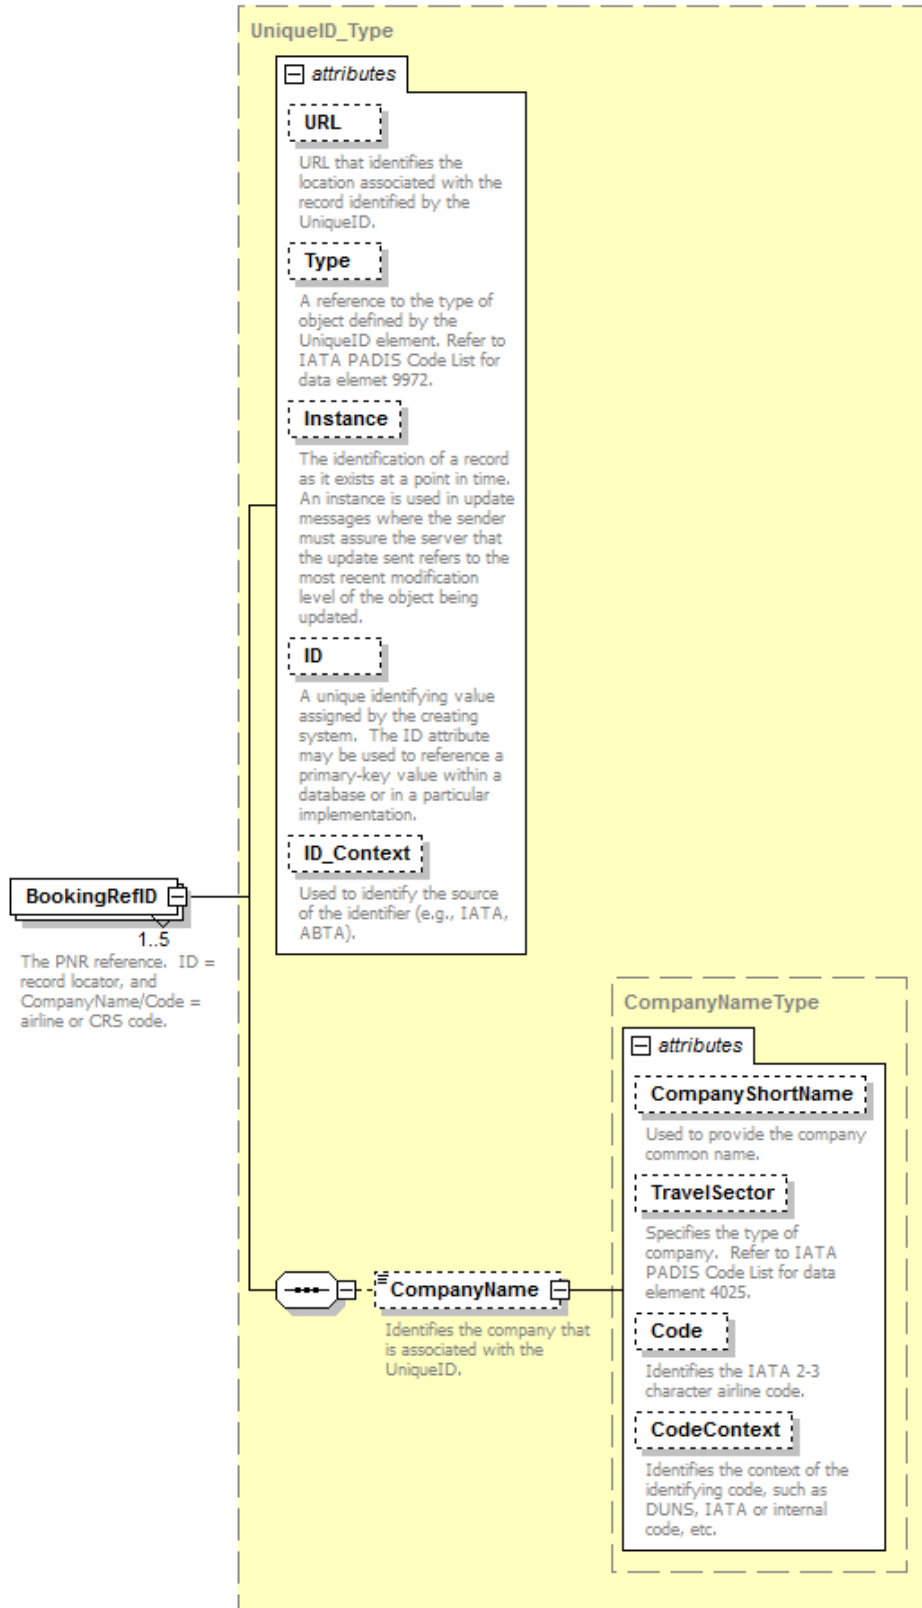 UniqueID_Type
attributes
URL
URL that identifies the
location associated with the
record identified by the
UniqueID.
Type
A reference to the type of
object defined by the
UniqueID element. Refer to
IATA PADIS Code List for
data elemet 9972.
Instance
The identification of a record
as it exists at a point in time.
An instance is used in update
messages where the sender
must assure the server that
the update sent refers to the
most recent modification
level of the object being
updated.
ID
A unique identifying value
assigned by the creating
system.  The ID attribute
may be used to reference a
primary-key value within a
database or in a particular
implementation.
ID_Context
Used to identify the source
of the identifier (e.g., IATA,
ABTA).
BookingRefID
1..5
The PNR reference.  ID =
record locator, and
CompanyName/Code =
airline or CRS code.
CompanyNameType
attributes
CompanyShortName
Used to provide the company
common name.
TravelSector
Specifies the type of
company.  Refer to IATA
PADIS Code List for data
element 4025.
CompanyName
Identifies the company that
is associated with the
UniqueID.
Code
Identifies the IATA 2-3
character airline code.
CodeContext
Identifies the context of the
identifying code, such as
DUNS, IATA or internal
code, etc.